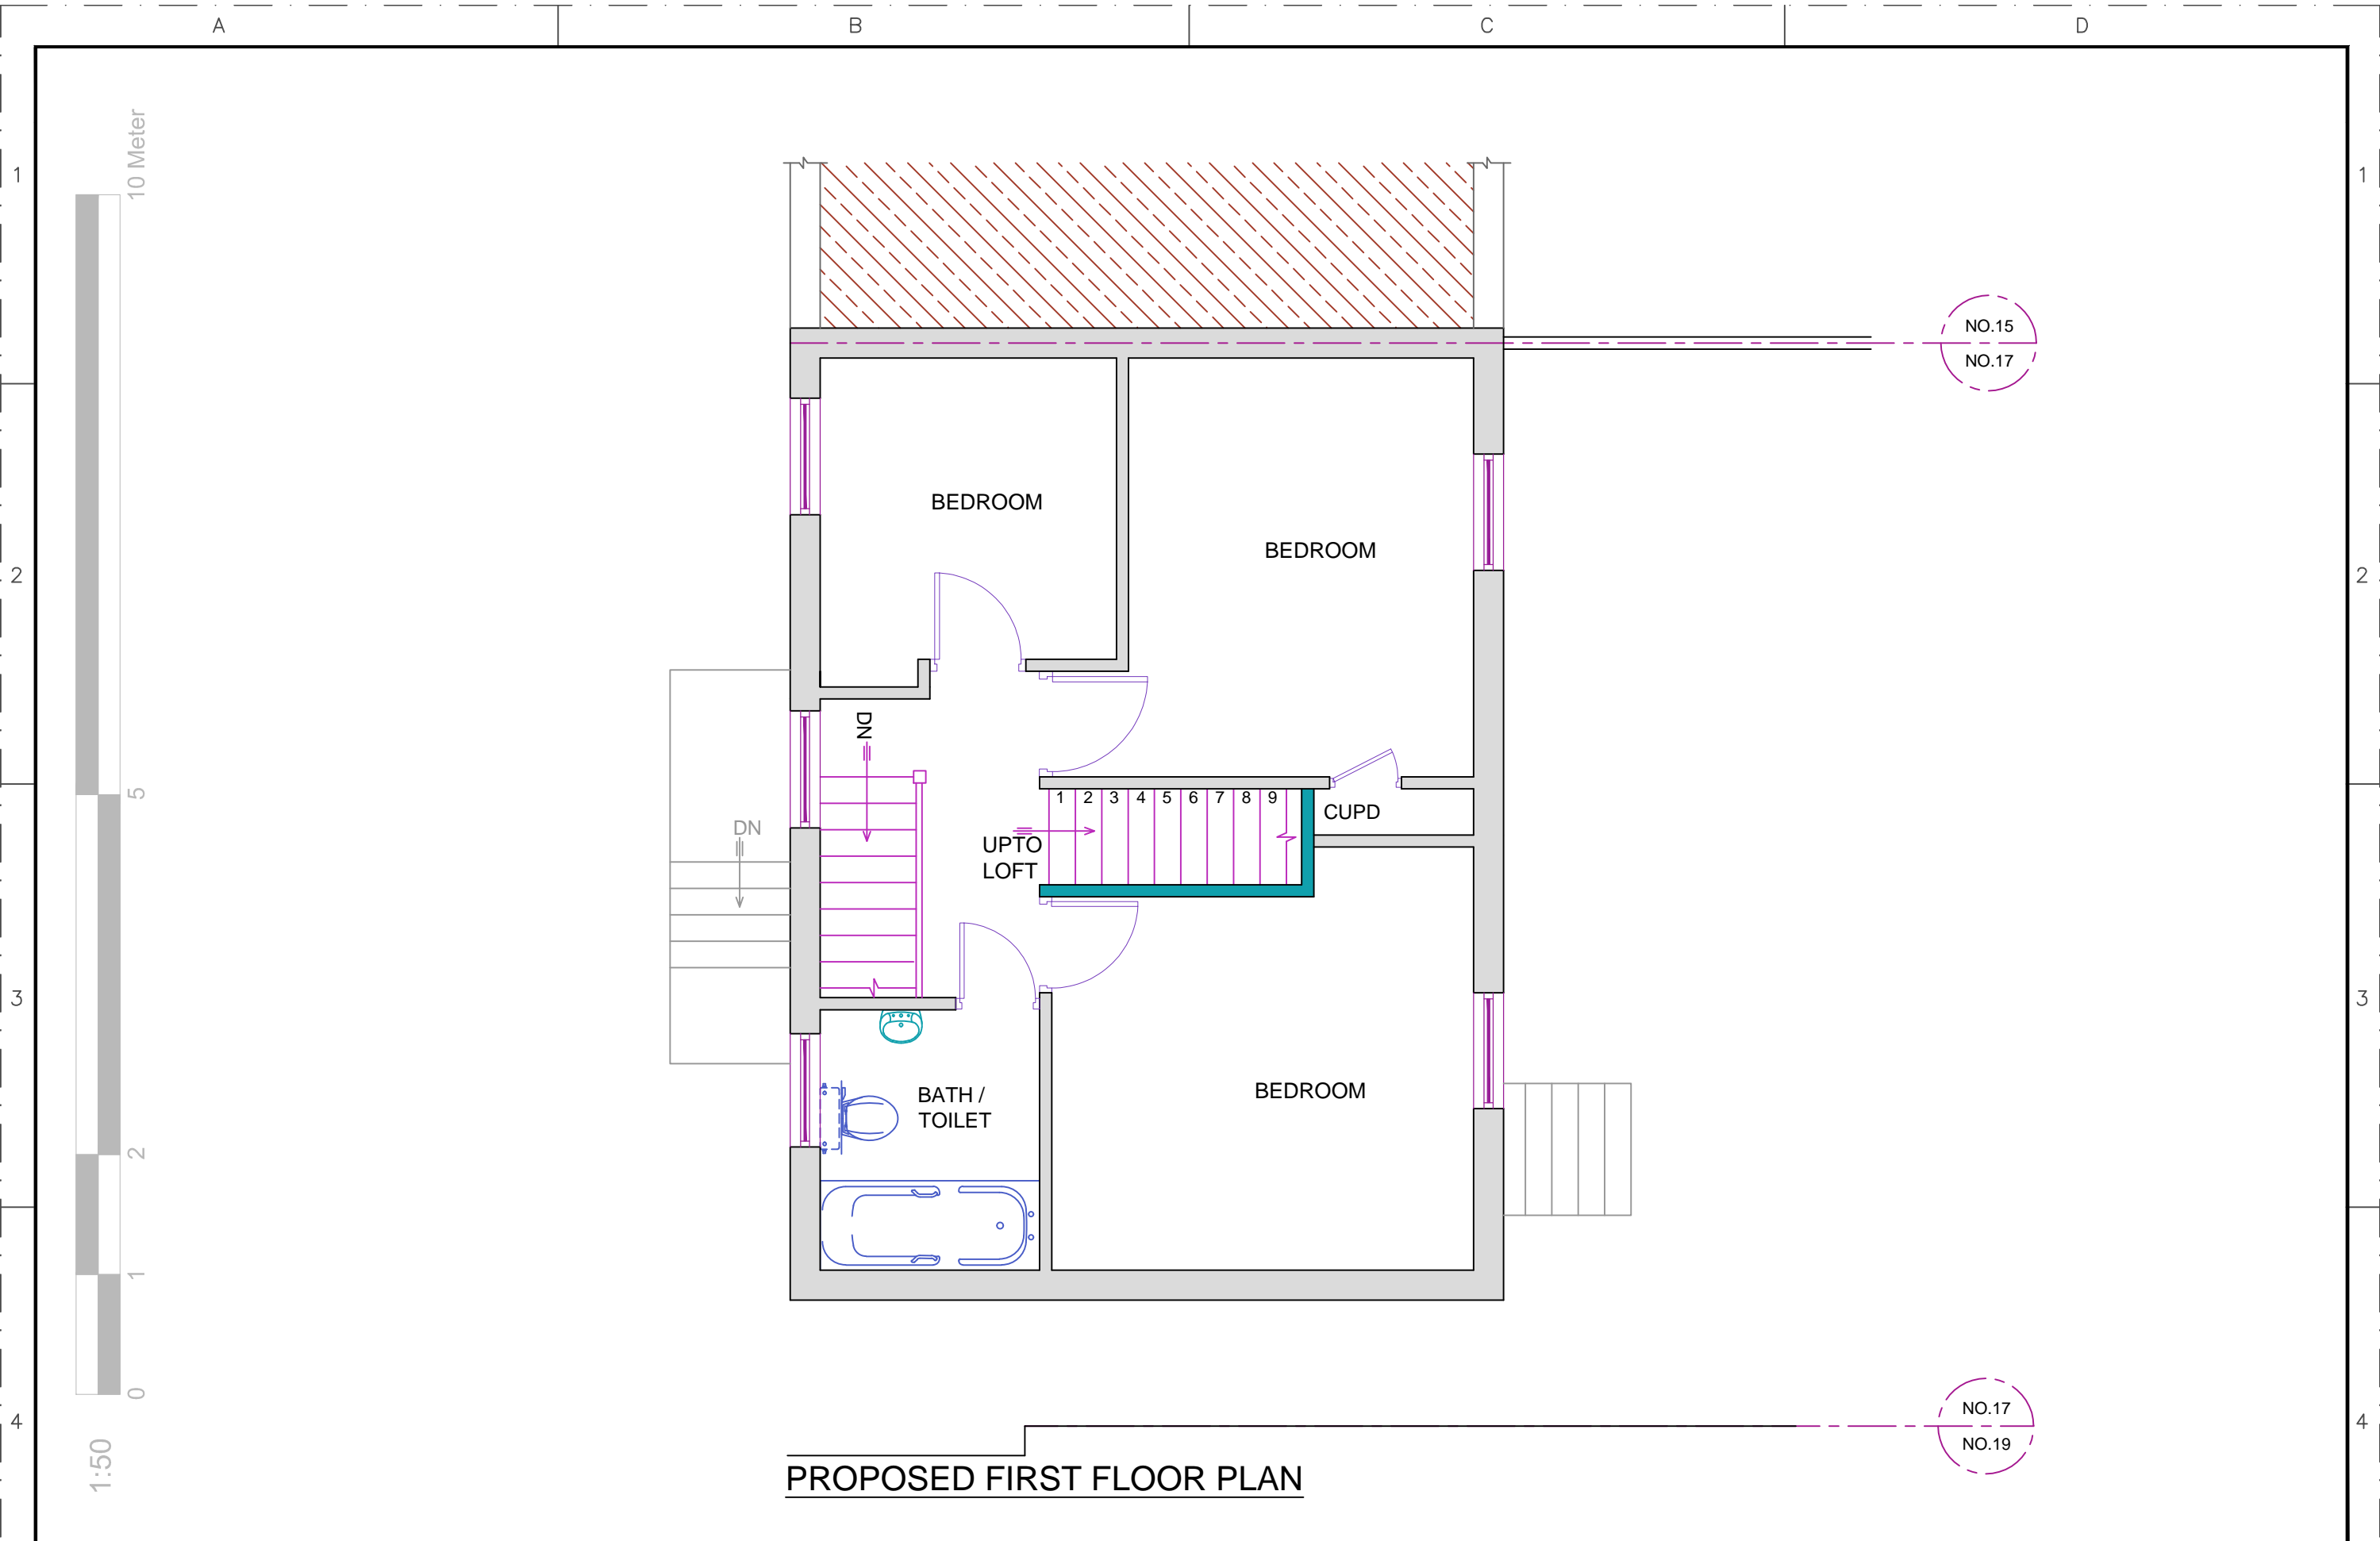 A
B
C
D
1
1
10 Meter
NO.15
NO.17
BEDROOM
BEDROOM
2
2
DN
5
1 2 3 4 5 6 7 8 9
CUPD
DN
UPTO
LOFT
3
3
BATH /
TOILET
BEDROOM
2
1
0
4
4
NO.17
NO.19
1:50
PROPOSED FIRST FLOOR PLAN